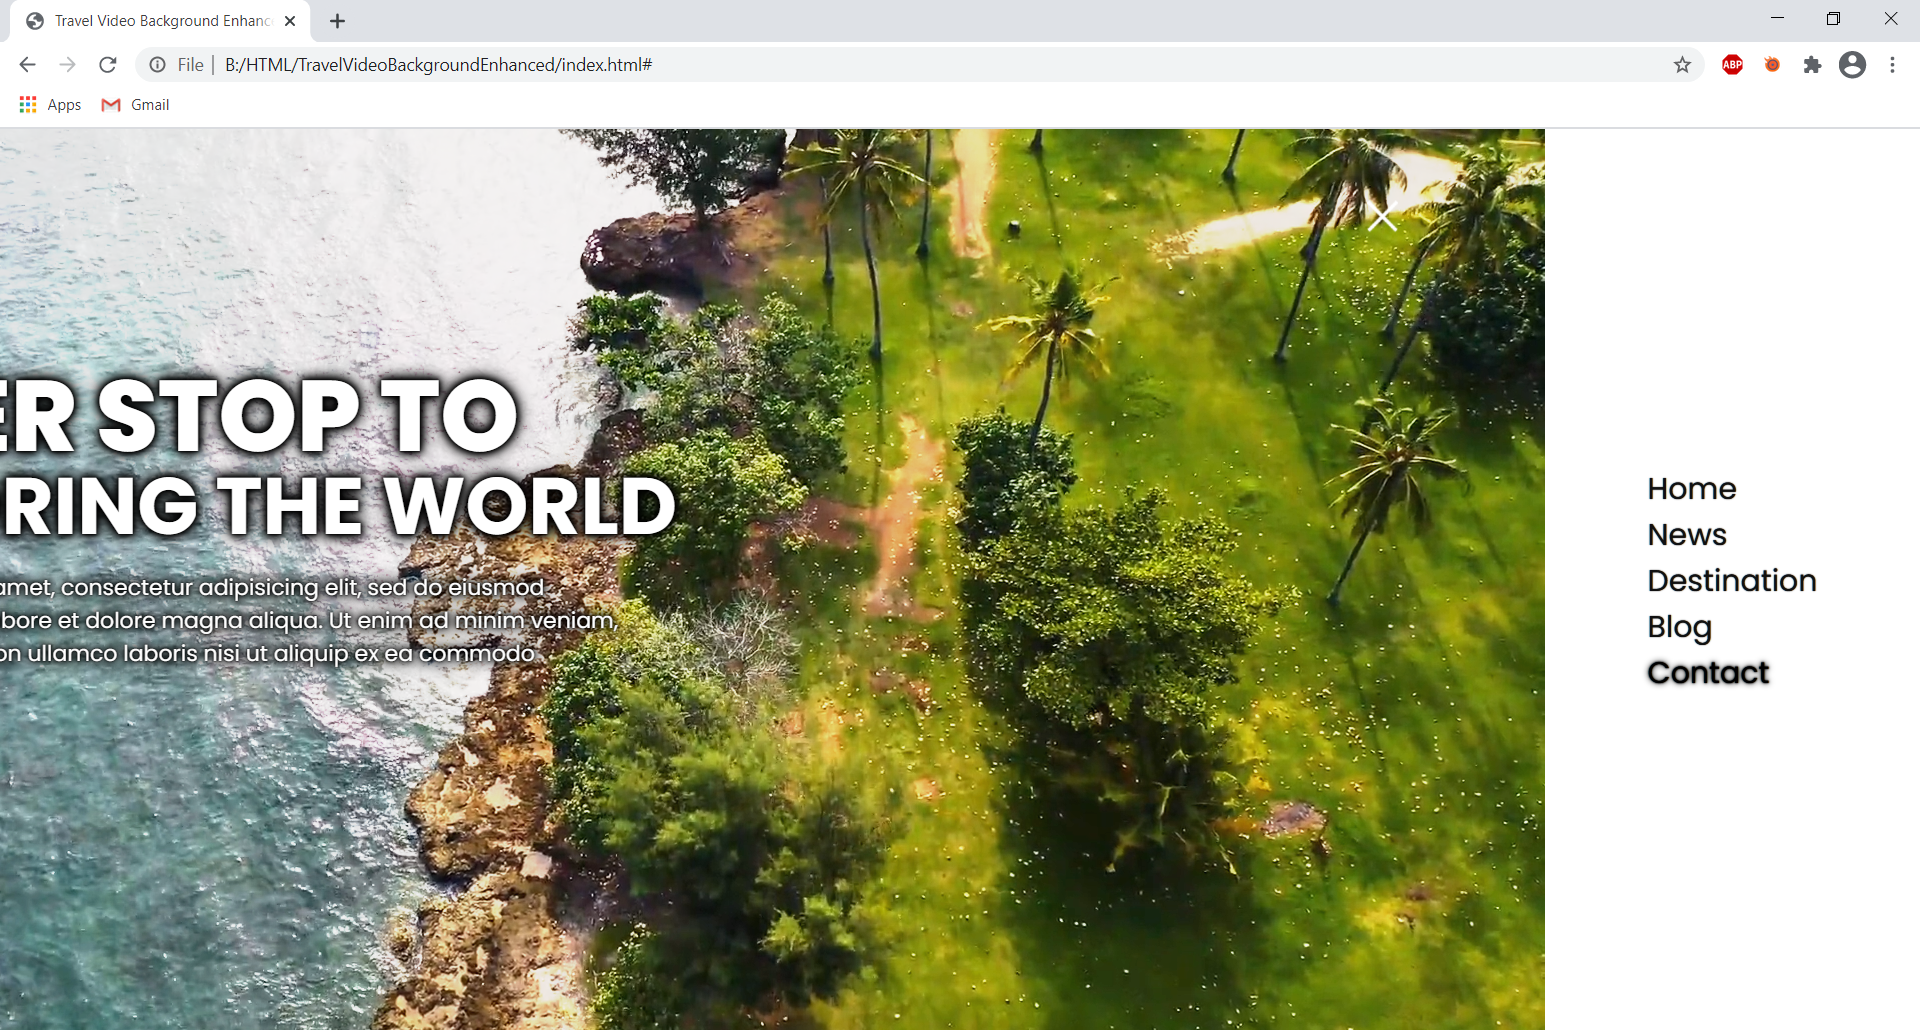 Travel Video Background Enhanc
File | B:/HTML/TravelVideoBackgroundEnhanced/index.html#
ABP
Apps
Gmail
ER STOP TO
RING THE WORLD
amet, consectetur adipisicing elit, sed do eiusmod
bore et dolore magna aliqua. Ut enim ad minim veniam,
on ullamco laboris nisi ut aliquip ex ea commodo
Home
News
Destination
Blog
Contact